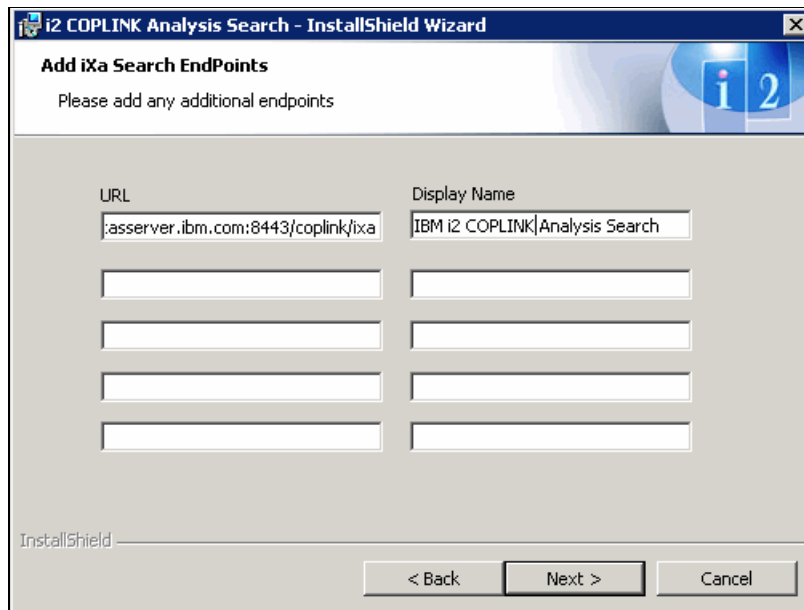 i2 COPLINK Analysis Search - InstallShield Wizard
Add iXa Search EndPoints
Please add any additional endpoints
i2
URL Display Name
:asserver.ibm.com:8443/coplink/ixa IBM i2 COPLINK Analysis Search
InstallShield
< Back Next > Cancel